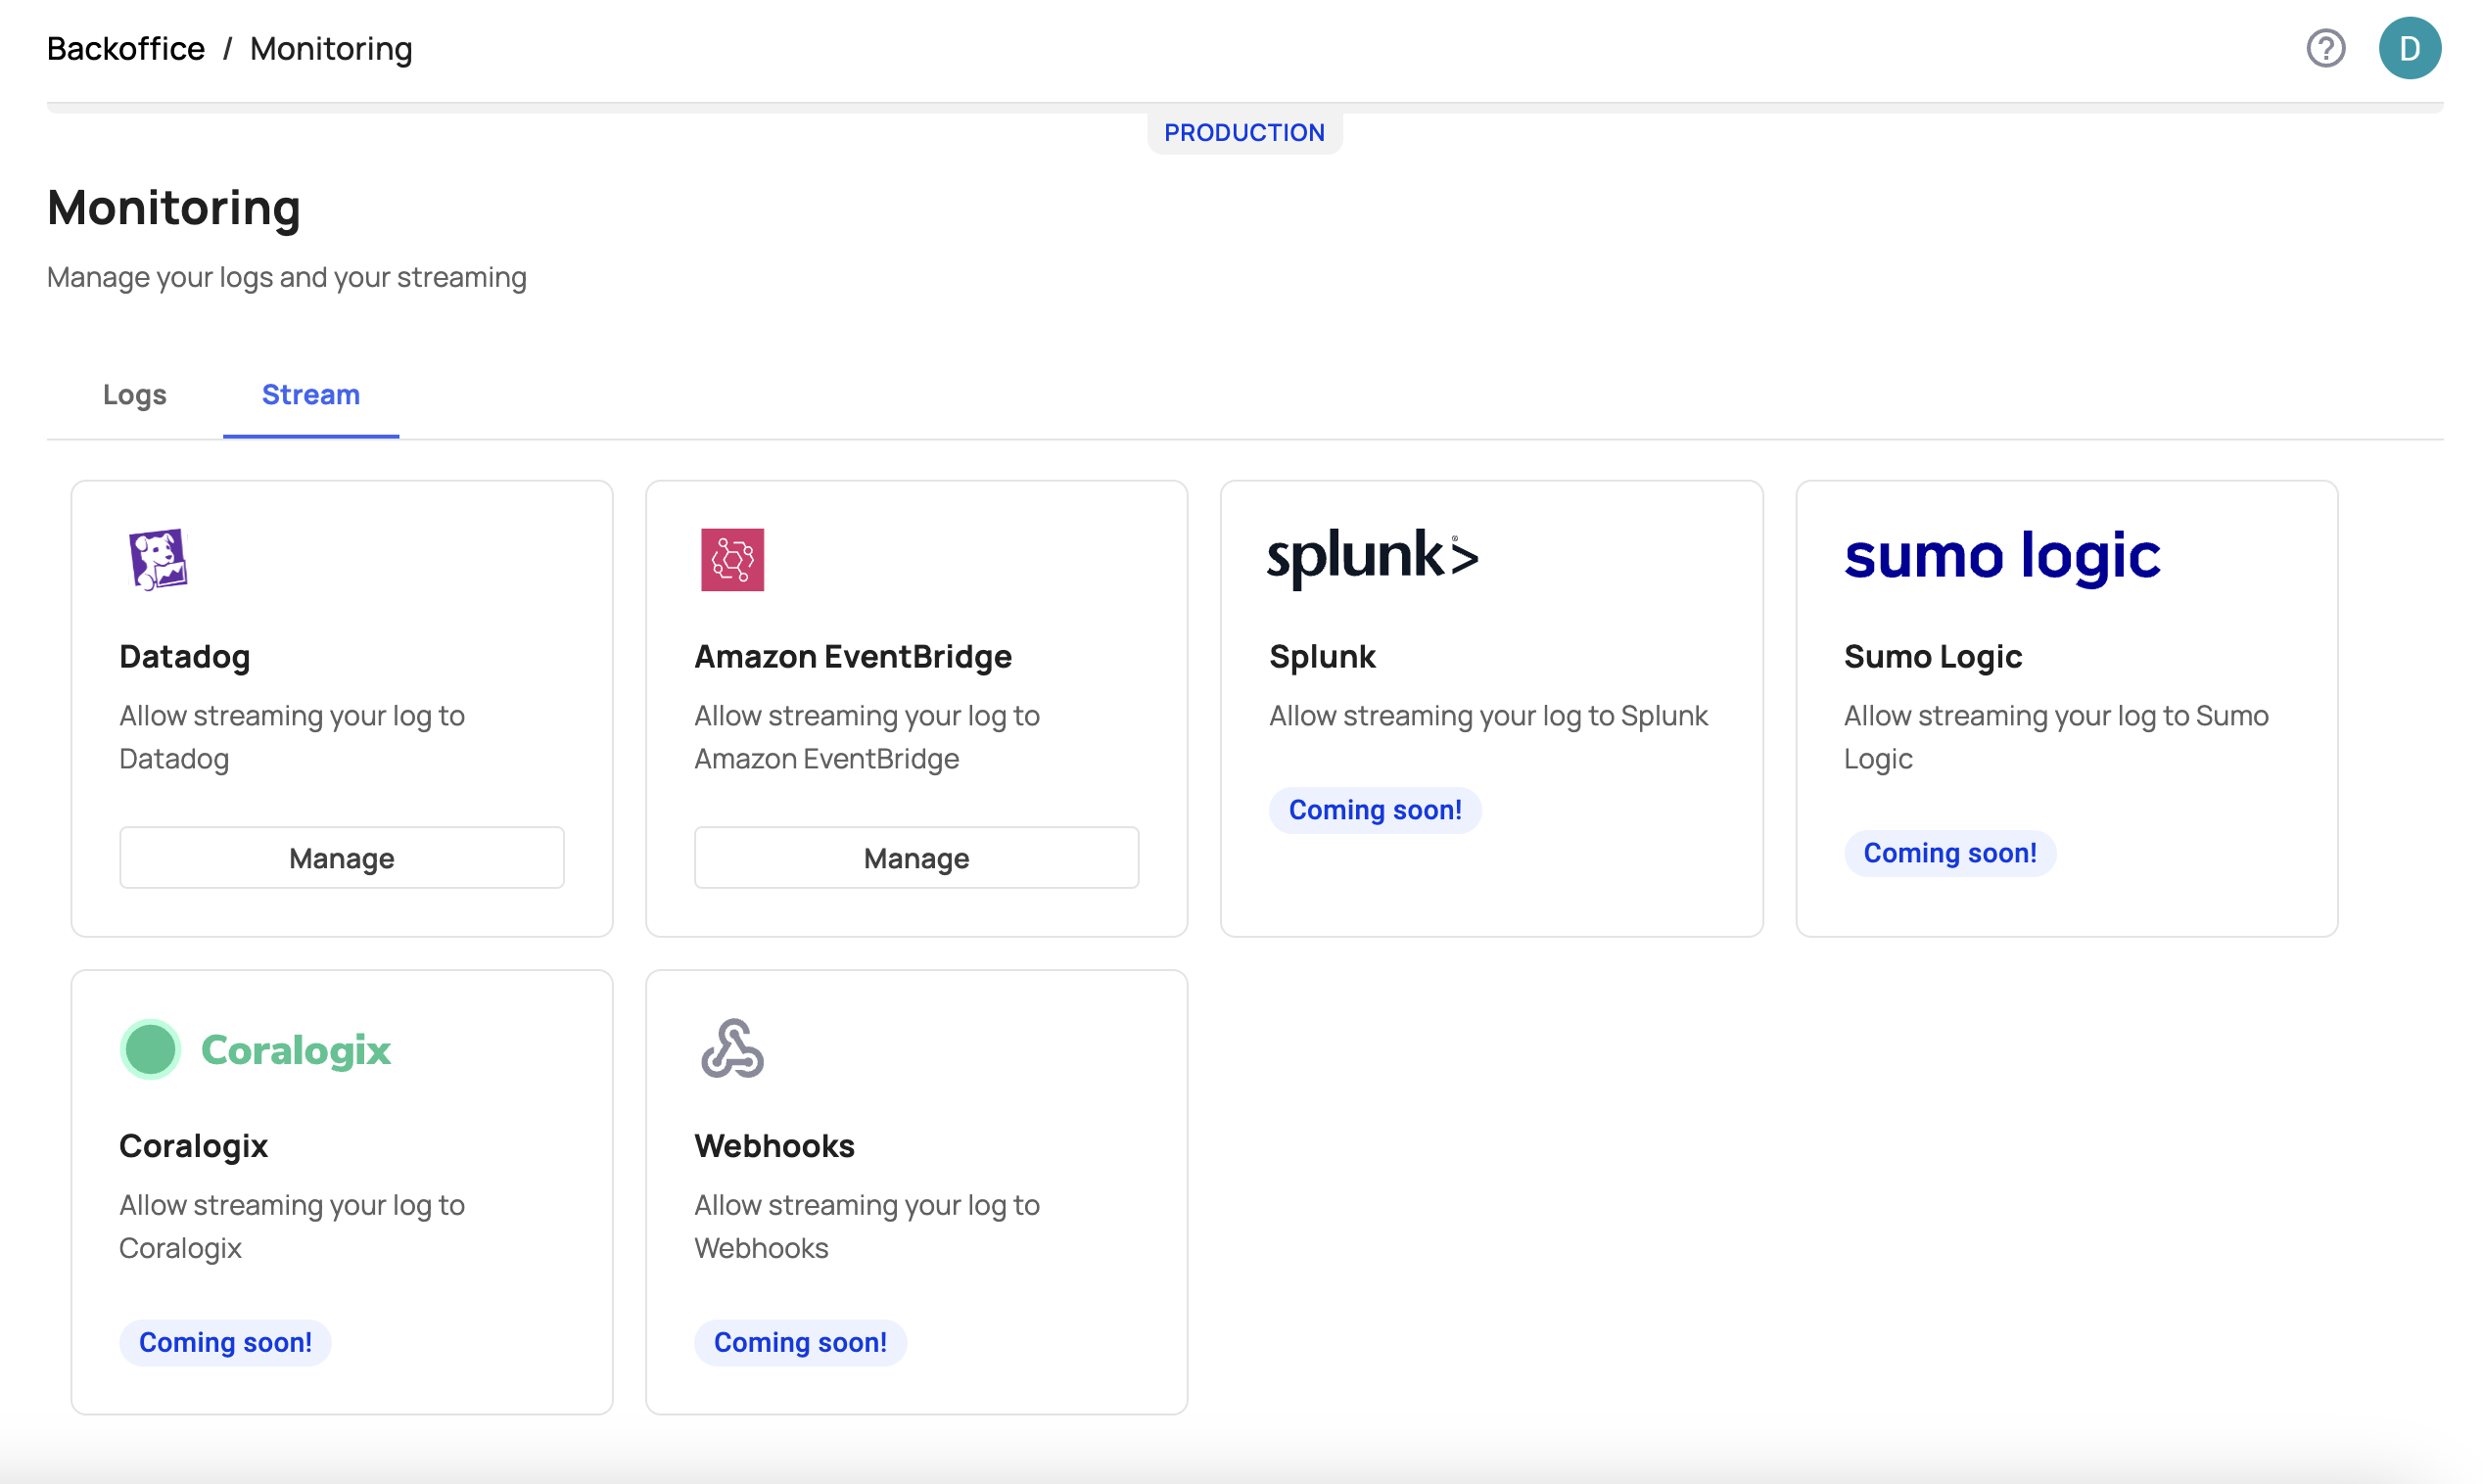 Backoffice / Monitoring
D
PRODUCTION
Monitoring
Manage your logs and your streaming
Logs
Stream
Datadog
Allow streaming your log to
Datadog
Manage
Amazon EventBridge
Allow streaming your log to
Amazon EventBridge
Manage
splunk>®
Splunk
Allow streaming your log to Splunk
Coming soon!
sumo logic
Sumo Logic
Allow streaming your log to Sumo
Logic
Coming soon!
Coralogix
Coralogix
Allow streaming your log to
Coralogix
Coming soon!
Webhooks
Allow streaming your log to
Webhooks
Coming soon!